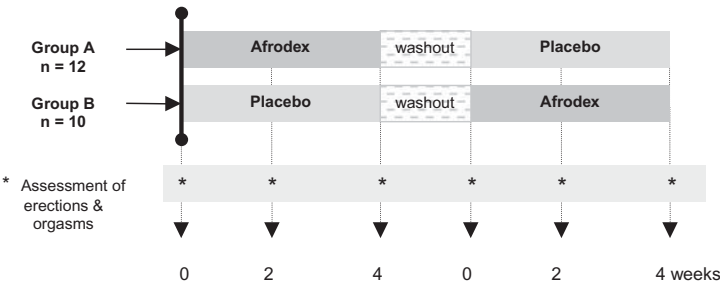 Group A
n = 12
Afrodex
washout
Placebo
Group B
n = 10
Placebo
washout
Afrodex
* Assessment of
erections &
orgasms
* * * * * *
0 2 4 0 2 4 weeks